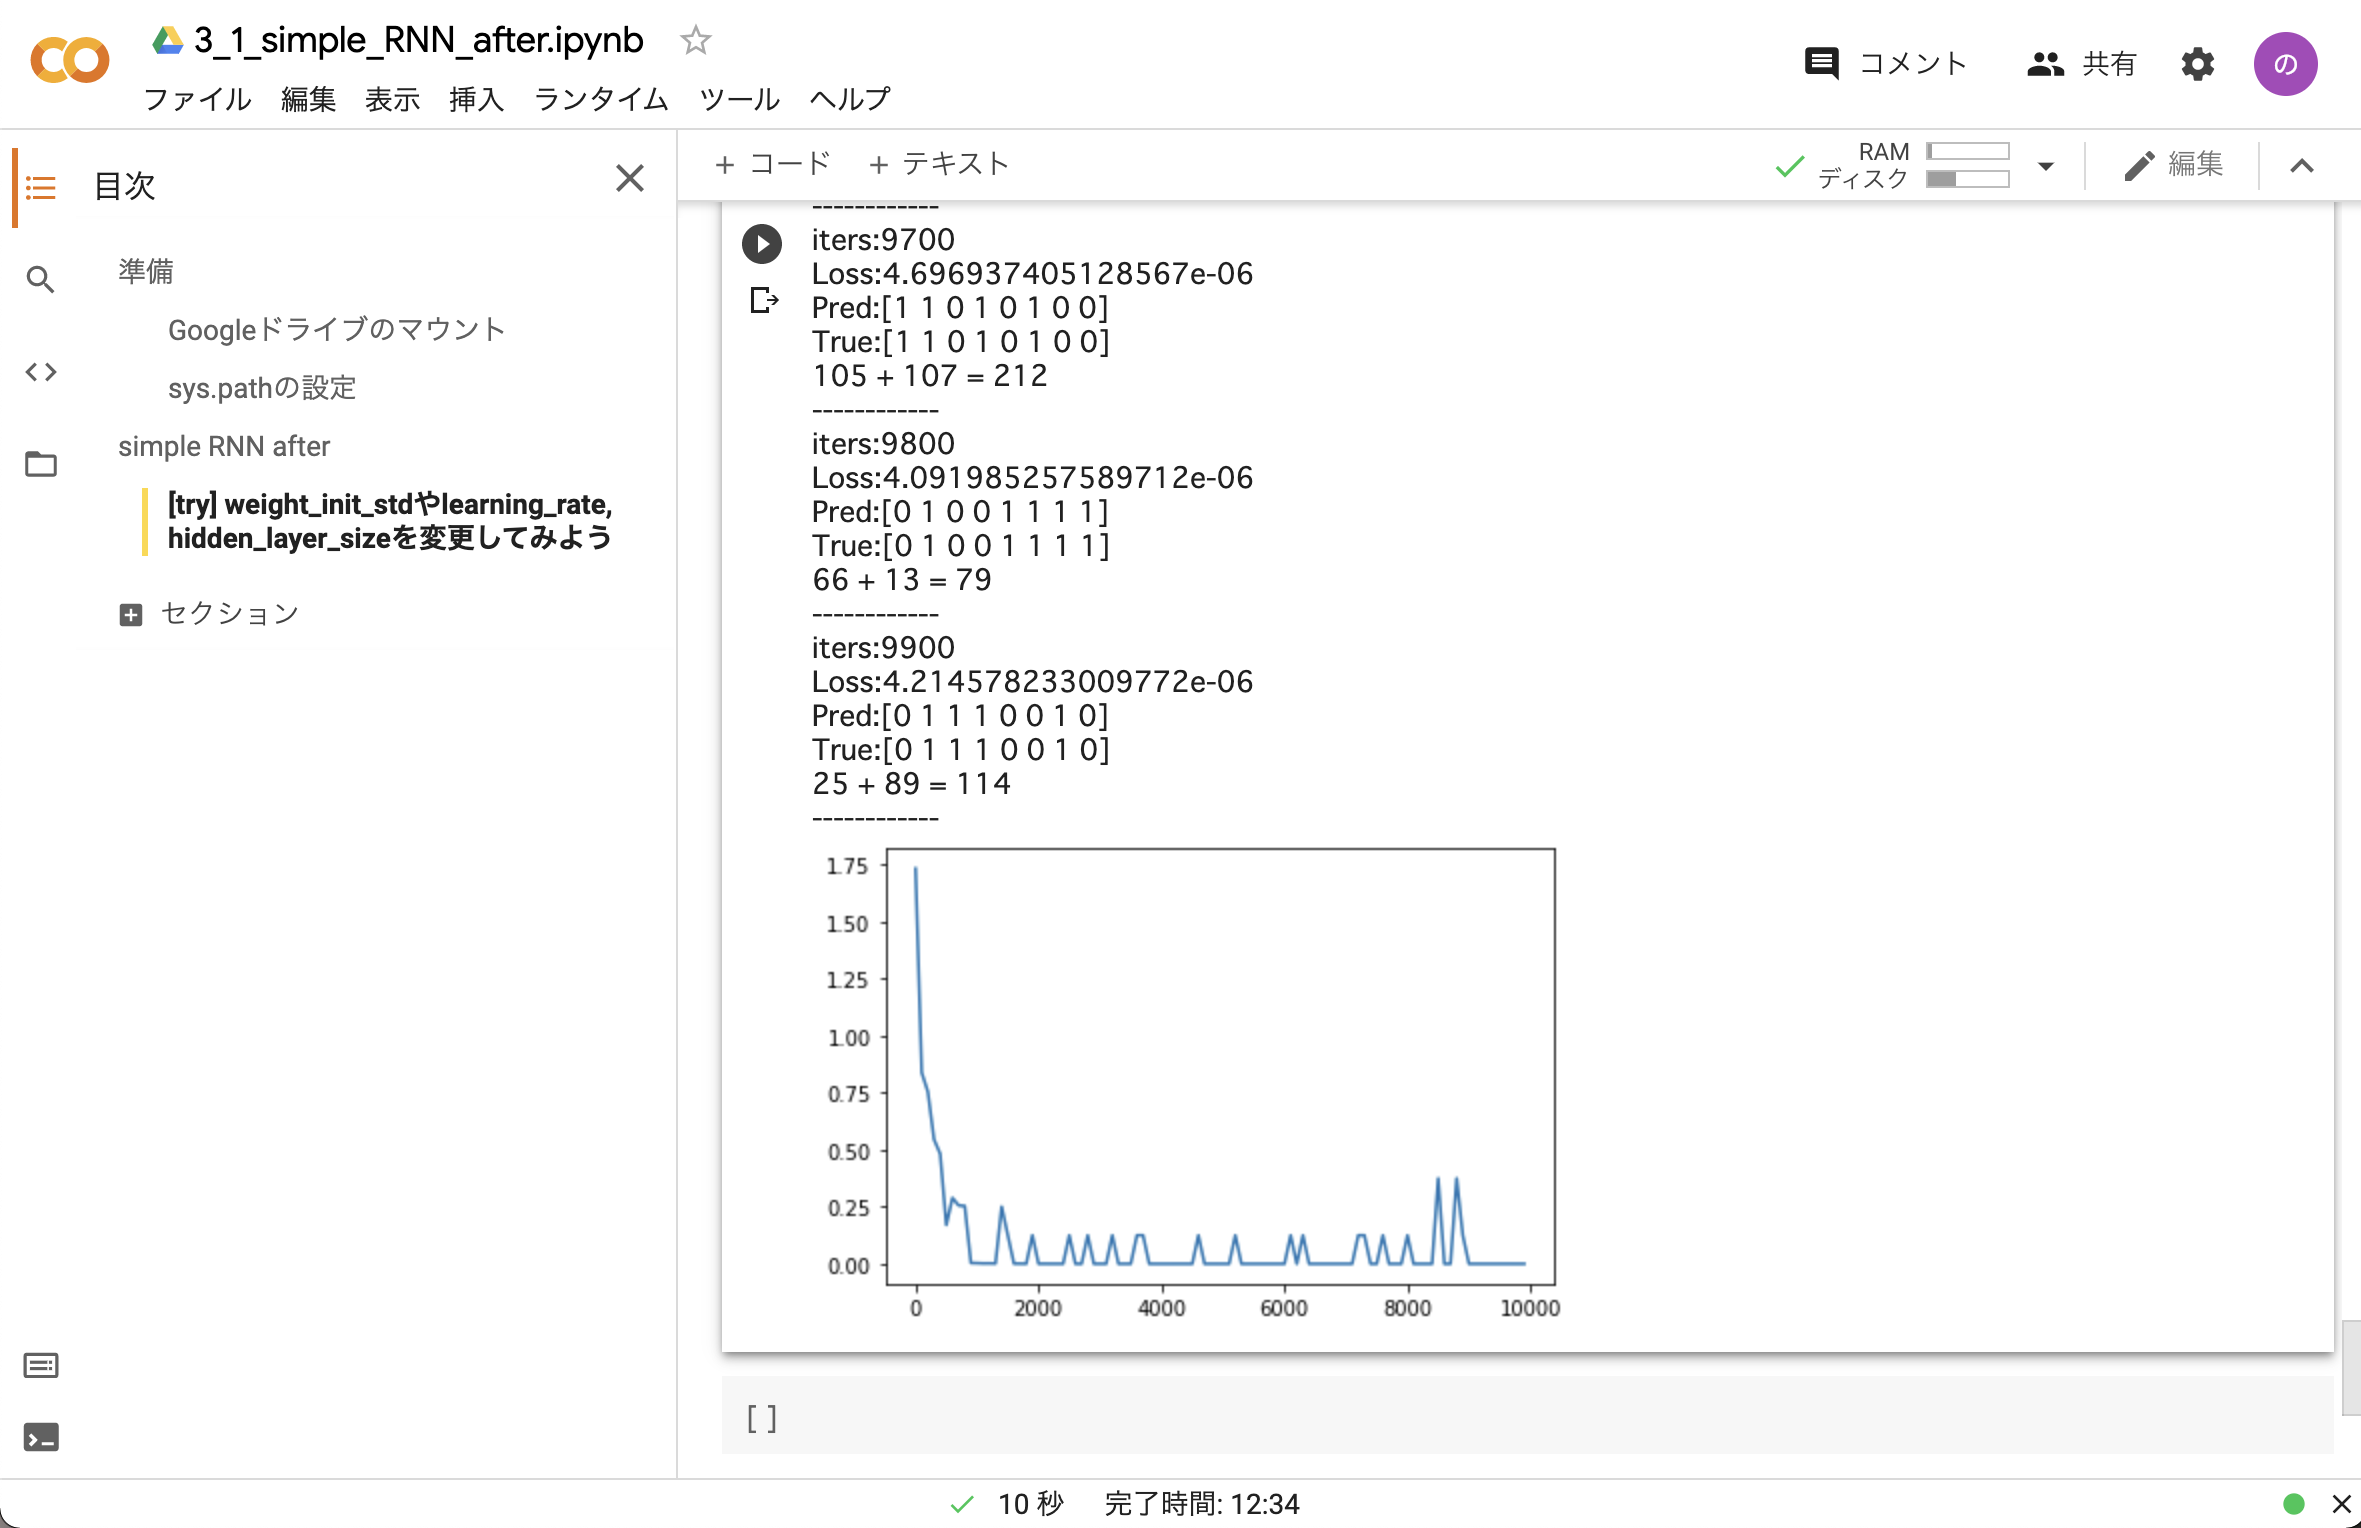 3_1_simple_RNN_after.ipynb
ファイル 編集 表示 挿入 ランタイム ツール ヘルプ
コメント 共有 の
目次
準備
Googleドライブのマウント
sys.pathの設定
simple RNN after
[try] weight_init_stdやlearning_rate,
hidden_layer_sizeを変更してみよう
セクション
+ コード + テキスト
RAM
ディスク
編集
------------
iters:9700
Loss:4.696937405128567e-06
Pred:[1 1 0 1 0 1 0 0]
True:[1 1 0 1 0 1 0 0]
105 + 107 = 212
------------
iters:9800
Loss:4.091985257589712e-06
Pred:[0 1 0 0 1 1 1 1]
True:[0 1 0 0 1 1 1 1]
66 + 13 = 79
------------
iters:9900
Loss:4.214578233009772e-06
Pred:[0 1 1 1 0 0 1 0]
True:[0 1 1 1 0 0 1 0]
25 + 89 = 114
------------
1.75
1.50
1.25
1.00
0.75
0.50
0.25
0.00
0 2000 4000 6000 8000 10000
[ ]
10 秒 完了時間: 12:34